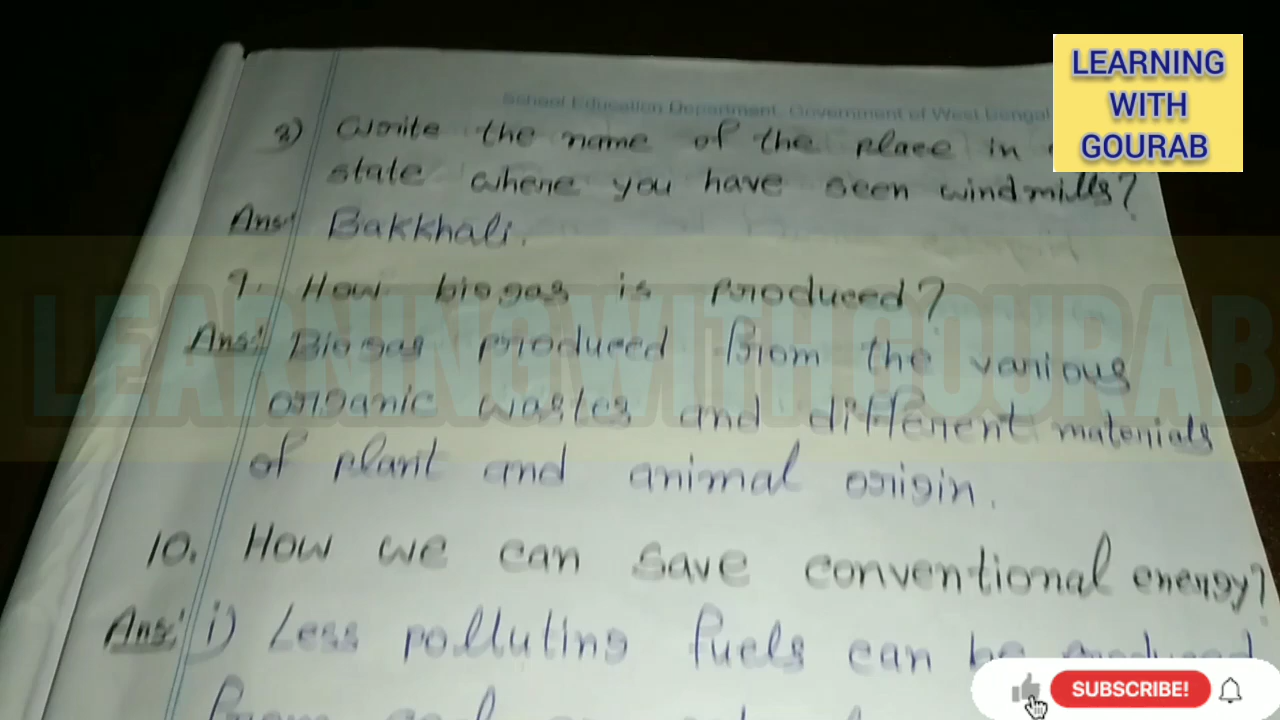 LEARNING
WITH
GOURAB
School Education Department, Government of West Bengal
8) Write the name of the place in
state where you have seen windmills?
Ans:- Bakkhali.
9. How biogas is produced?
Ans:- Biogas produced from the various
organic wastes and different materials
of plant and animal origin.
10. How we can save conventional energy?
Ans:- i) Less polluting fuels can be produced
from coal
LEARNINGWITHGOURAB
SUBSCRIBE!